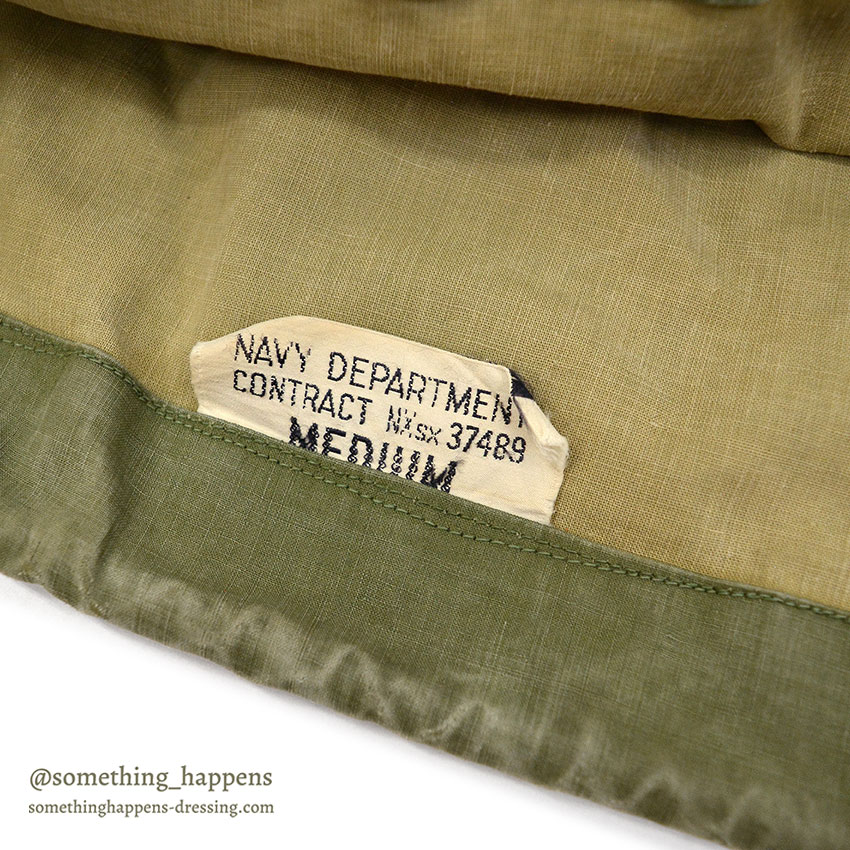 NAVY DEPARTMENT
CONTRACT NXsx 37489
MEDIUM
@something_happens
somethinghappens-dressing.com